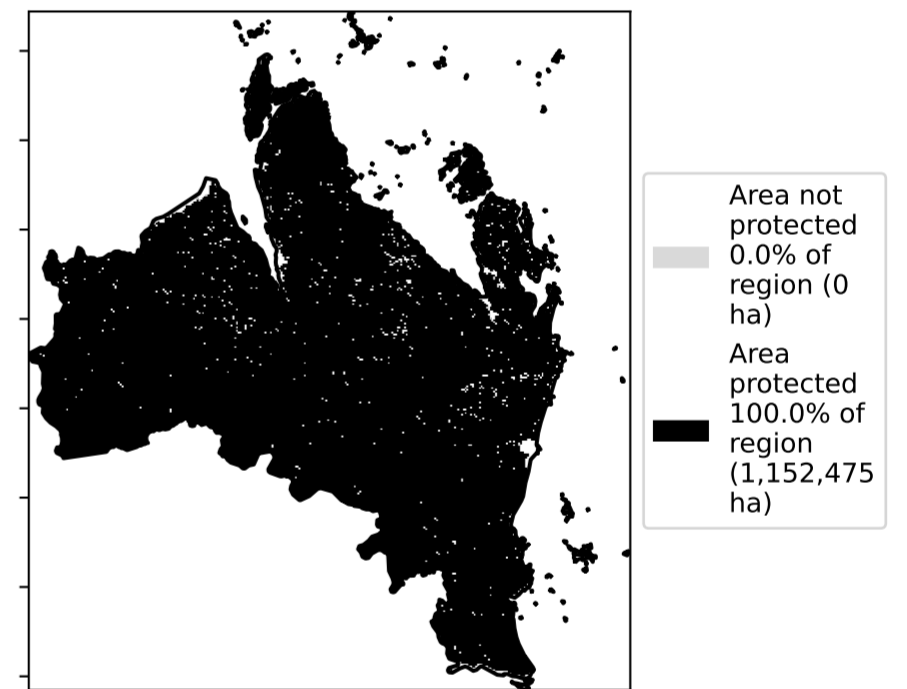 Area not
protected
0.0% of
region (0
ha)
Area
protected
100.0% of
region
(1,152,475
ha)